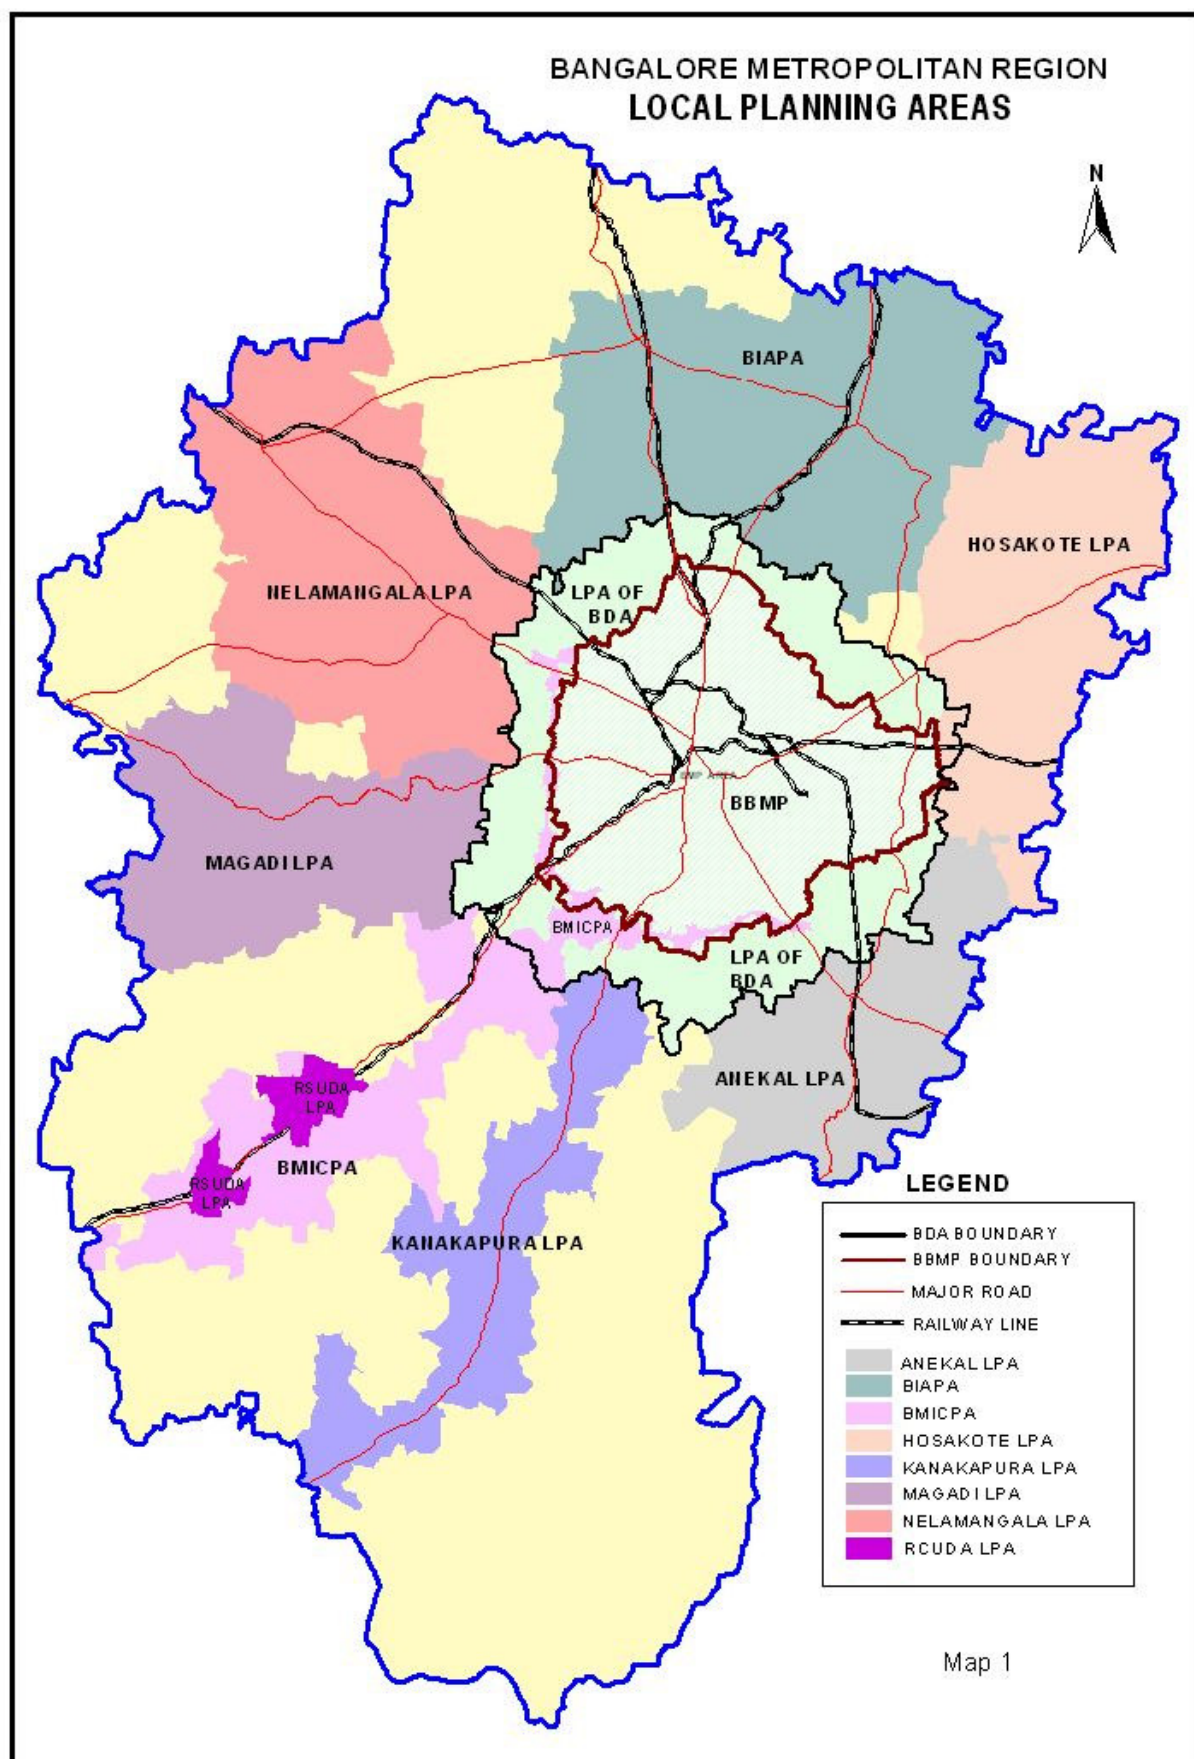 BANGALORE METROPOLITAN REGION
LOCAL PLANNING AREAS
N
BIAPA
HOSAKOTE LPA
NELAMANGALA LPA
LPA OF
BDA
BBMP
MAGADI LPA
BMICPA
LPA OF
BDA
ANEKAL LPA
RSUDA
LPA
BMICPA
RSUDA
LPA
KANAKAPURA LPA
LEGEND
BDA BOUNDARY
BBMP BOUNDARY
MAJOR ROAD
RAILWAY LINE
ANEKAL LPA
BIAPA
BMICPA
HOSAKOTE LPA
KANAKAPURA LPA
MAGADI LPA
NELAMANGALA LPA
RCUDA LPA
Map 1